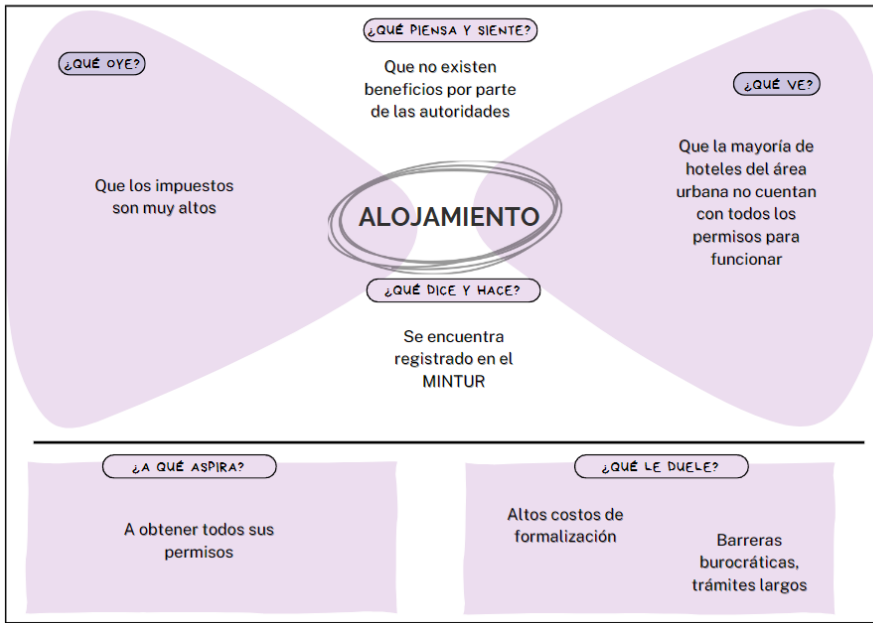 ¿QUÉ PIENSA Y SIENTE?
Que no existen
beneficios por parte
de las autoridades
¿QUÉ OYE?
Que los impuestos
son muy altos
¿QUÉ VE?
Que la mayoría de
hoteles del área
urbana no cuentan
con todos los
permisos para
funcionar
ALOJAMIENTO
¿QUÉ DICE Y HACE?
Se encuentra
registrado en el
MINTUR
¿A QUÉ ASPIRA?
A obtener todos sus
permisos
¿QUÉ LE DUELE?
Altos costos de
formalización
Barreras
burocráticas,
trámites largos